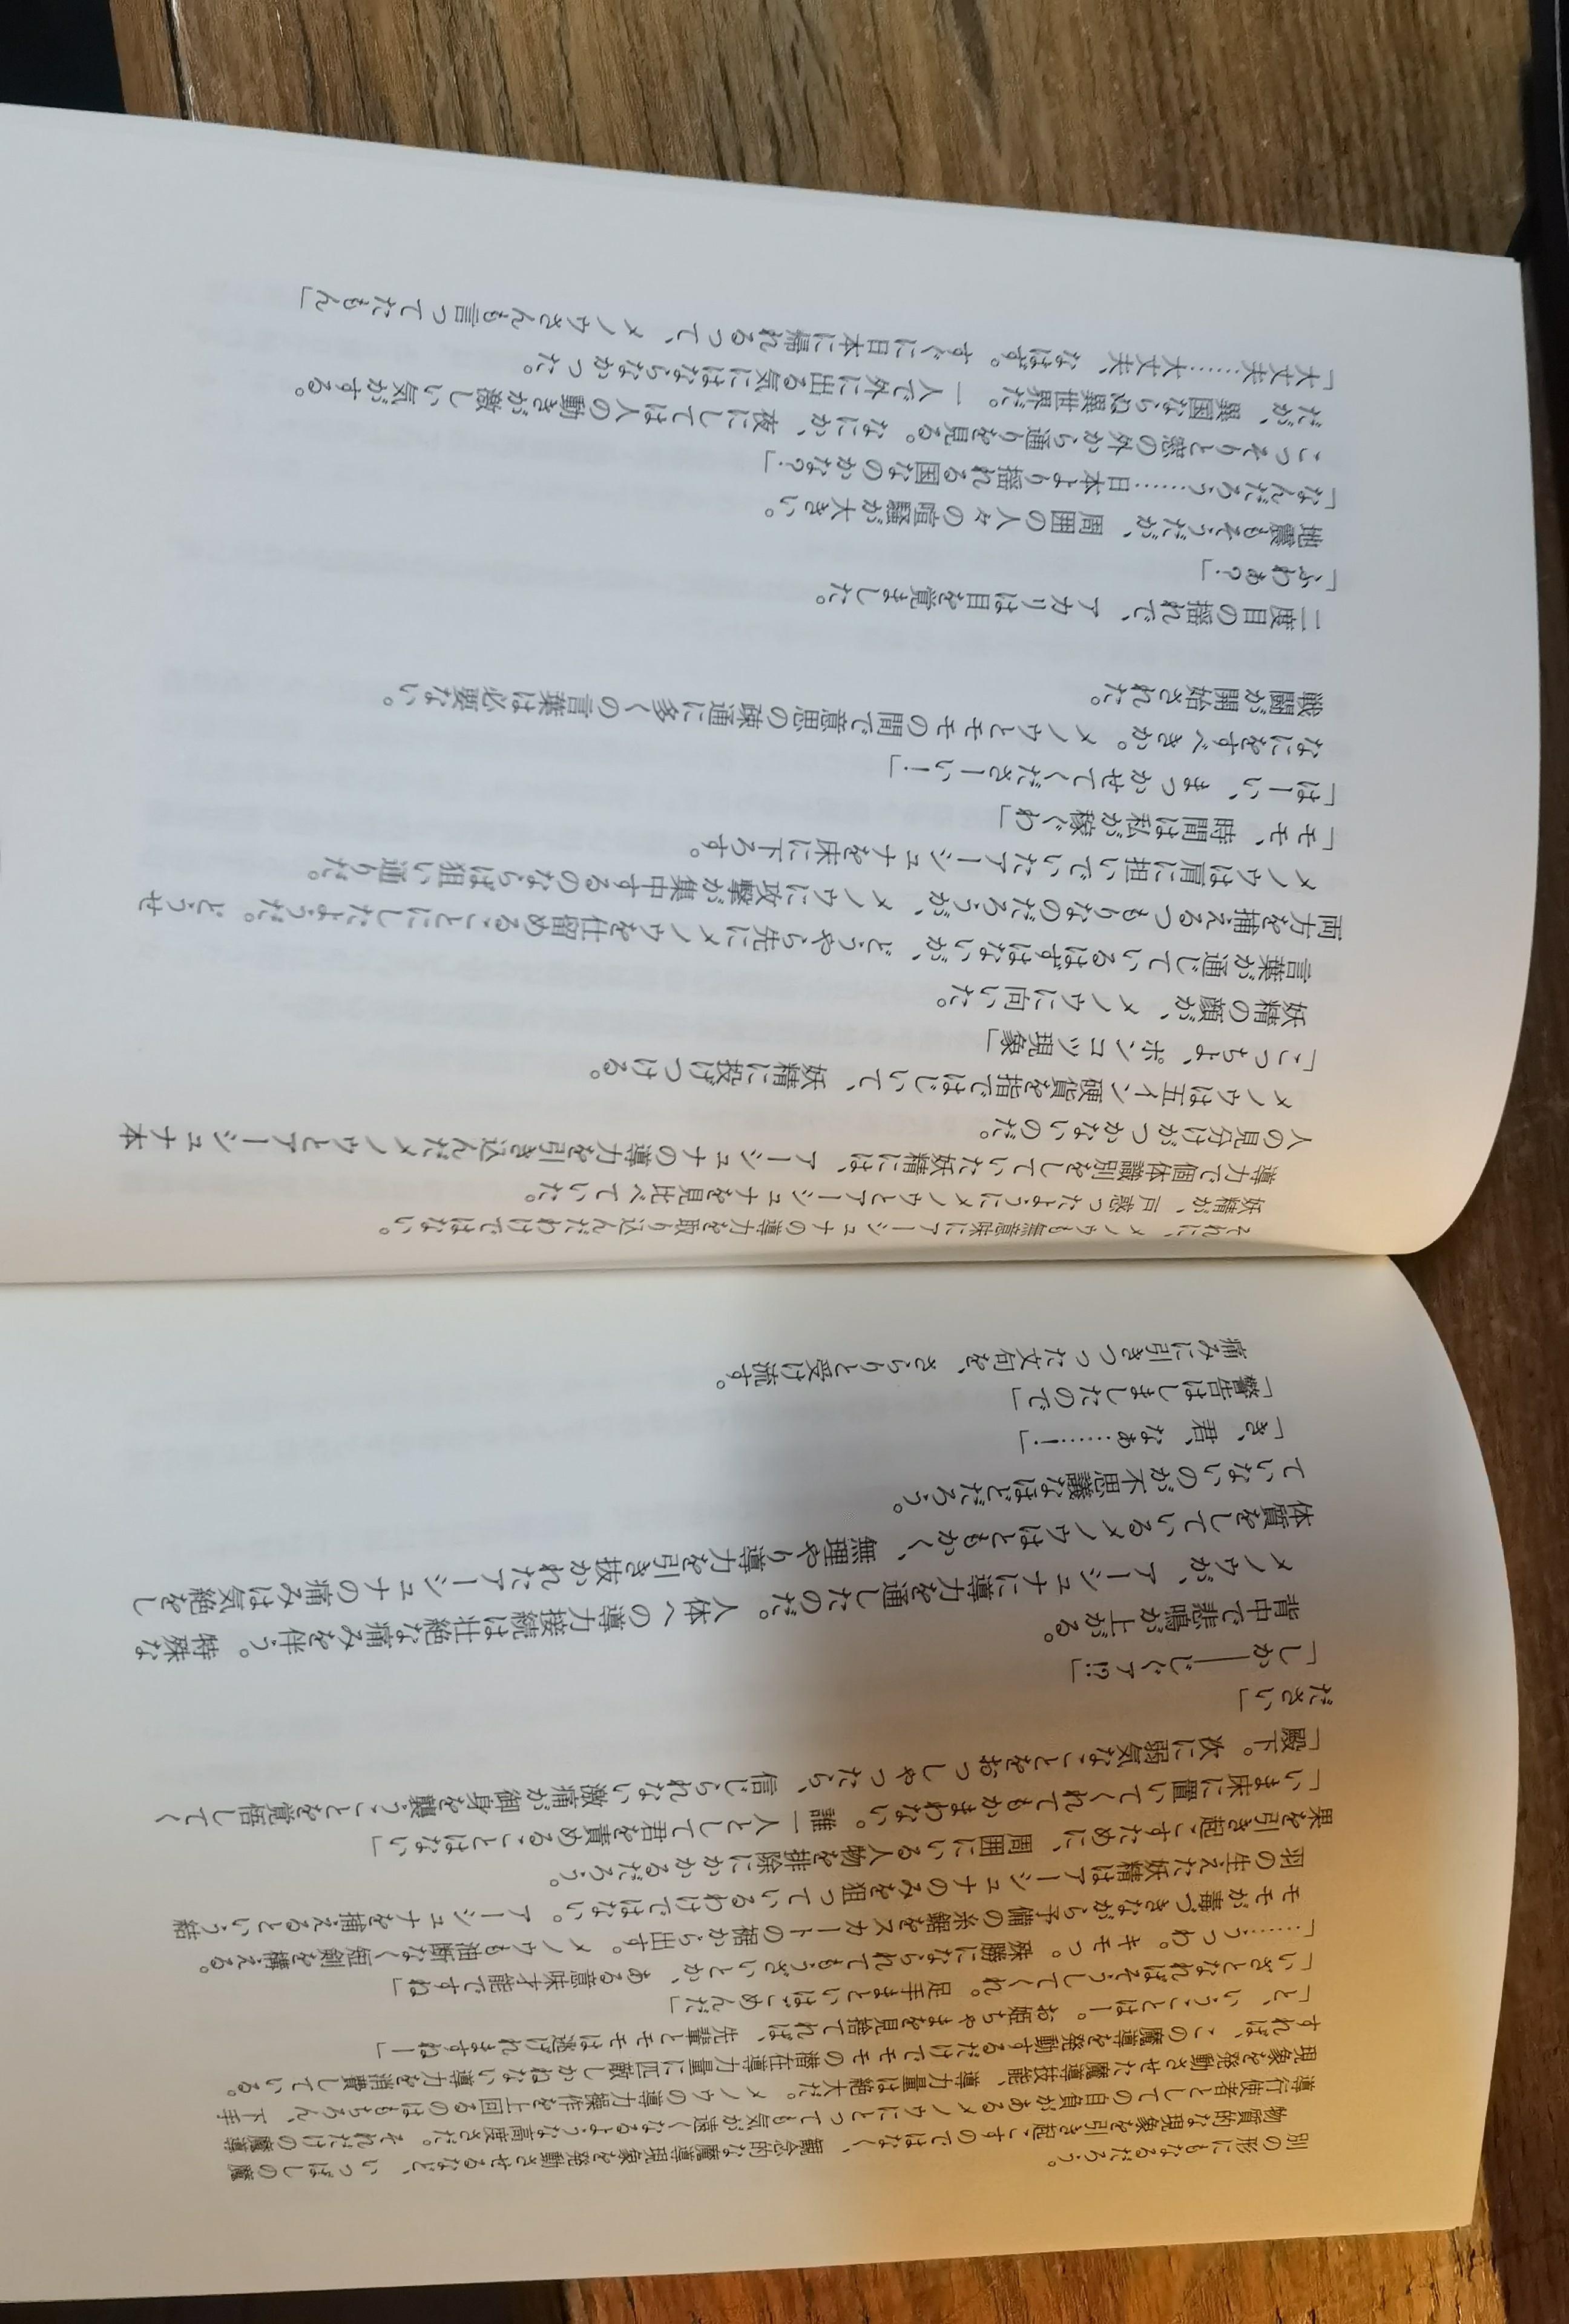 別の形にもなるだろう。
物質的な現象を引き起こすのではなく、観念的な魔導現象を発動させるなど、いっぱしの魔
導行使者としての自負があるメノウにとっても気が遠くなるような高度さだ。それだけの魔導
現象を発動させた魔導技能、導力量は絶大だ。メノウの導力操作を上回るのはもちろん、下手
すれば、この魔導を発動するだけでモモの潜在導力量に匹敵しかねない導力を消費している。
「と、いうことはー。お姫ちゃまを見捨てれば、先輩とモモは逃げれますねー」
「いざとなればそうしてくれ。足手まといはごめんだ」
「……うっわ。キモっ。殊勝になられてもうざいとか、ある意味才能ですね」
モモが毒づきながら予備の糸鋸をスカートの裾から出す。メノウも油断なく短剣を構える。
羽の生えた妖精はアーシュナのみを狙っているわけではない。アーシュナを捕えるという結
果を引き起こすために、周囲にいる人物を排除にかかるだろう。
「いま床に置いてくれてもかまわない。誰一人として君を責めることはない」
「殿下。次に弱気なことをおっしゃったら、信じられない激痛が御身を襲うことを覚悟してく
ださい」
「しか――じぐァ!?」
背中で悲鳴が上がる。
メノウが、アーシュナに導力を通したのだ。人体への導力接続は壮絶な痛みを伴う。特殊な
体質をしているメノウはともかく、無理やり導力を引き抜かれたアーシュナの痛みは気絶をし
ていないのが不思議なほどだろう。
「き、君、なぁ……！」
「警告はしましたので」
痛みに引きつった文句を、さらりと受け流す。
それに、メノウも無意味にアーシュナの導力を取り込んだわけではない。
妖精が、戸惑ったようにメノウとアーシュナを見比べていた。
導力で個体識別をしていた妖精には、アーシュナの導力を引き込んだメノウとアーシュナ本
人の見分けがつかないのだ。
メノウは五イン硬貨を指ではじいて、妖精に投げつける。
「こっちよ、ポンコツ現象」
妖精の顔が、メノウに向いた。
言葉が通じているはずはないが、どうやら先にメノウを仕留めることにしたようだ。どうせ
両方を捕えるつもりなのだろうが、メノウに攻撃が集中するのならば狙い通りだ。
メノウは肩に担いでいたアーシュナを床に下ろす。
「モモ、時間は私が稼ぐわ」
「はーい、まっかせてくださーい！」
なにをすべきか。メノウとモモの間で意思の疎通に多くの言葉は必要ない。
戦闘が開始された。
二度目の揺れで、アカリは目を覚ました。
「ふわぁ？」
地震もそうだが、周囲の人々の喧騒が大きい。
「なんだろう……日本より揺れる国なのかな？」
こっそりと窓の外から通りを見る。なにか、夜にしては人の動きが激しい気がする。
だが、異国ならぬ異世界だ。一人で外に出る気にはならなかった。
「大丈夫……大丈夫、なはず。すぐに日本に帰れるって、メノウさんも言ってたもん」